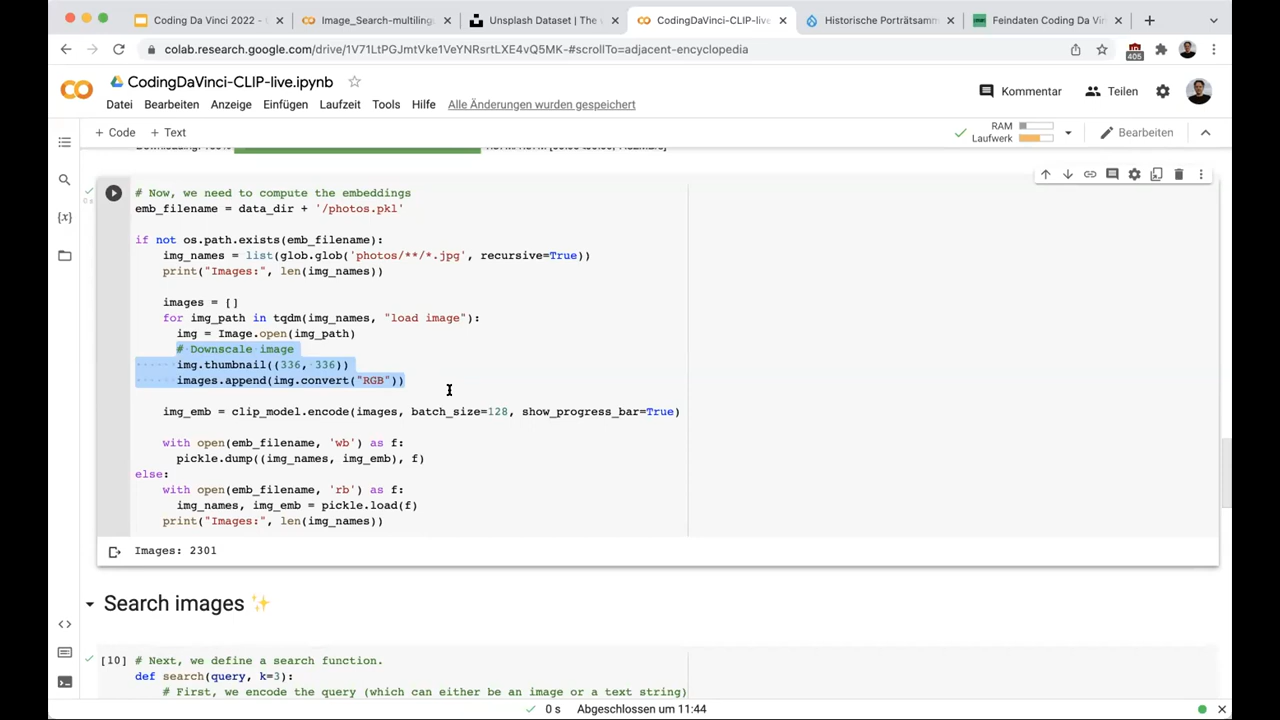 Coding Da Vinci 2022 -
Image_Search-multiling
Unsplash Dataset | The
CodingDaVinci-CLIP-live
Historische Porträtsamm
Feindaten Coding Da Vi
colab.research.google.com/drive/1V71LtPGJmtVke1VeYNRsrtLXE4vQ5MK-#scrollTo=adjacent-encyclopedia
405
CodingDaVinci-CLIP-live.ipynb
Kommentar
Teilen
Datei Bearbeiten Anzeige Einfügen Laufzeit Tools Hilfe Alle Änderungen wurden gespeichert
+ Code + Text
RAM
Laufwerk
Bearbeiten
# Now, we need to compute the embeddings
emb_filename = data_dir + '/photos.pkl'
if not os.path.exists(emb_filename):
img_names = list(glob.glob('photos/**/*.jpg', recursive=True))
print("Images:", len(img_names))
images = []
for img_path in tqdm(img_names, "load image"):
img = Image.open(img_path)
# Downscale image
img.thumbnail((336, 336))
images.append(img.convert("RGB"))
img_emb = clip_model.encode(images, batch_size=128, show_progress_bar=True)
with open(emb_filename, 'wb') as f:
pickle.dump((img_names, img_emb), f)
else:
with open(emb_filename, 'rb') as f:
img_names, img_emb = pickle.load(f)
print("Images:", len(img_names))
Images: 2301
Search images ✨
[10] # Next, we define a search function.
def search(query, k=3):
# First, we encode the query (which can either be an image or a text string)
0 s Abgeschlossen um 11:44